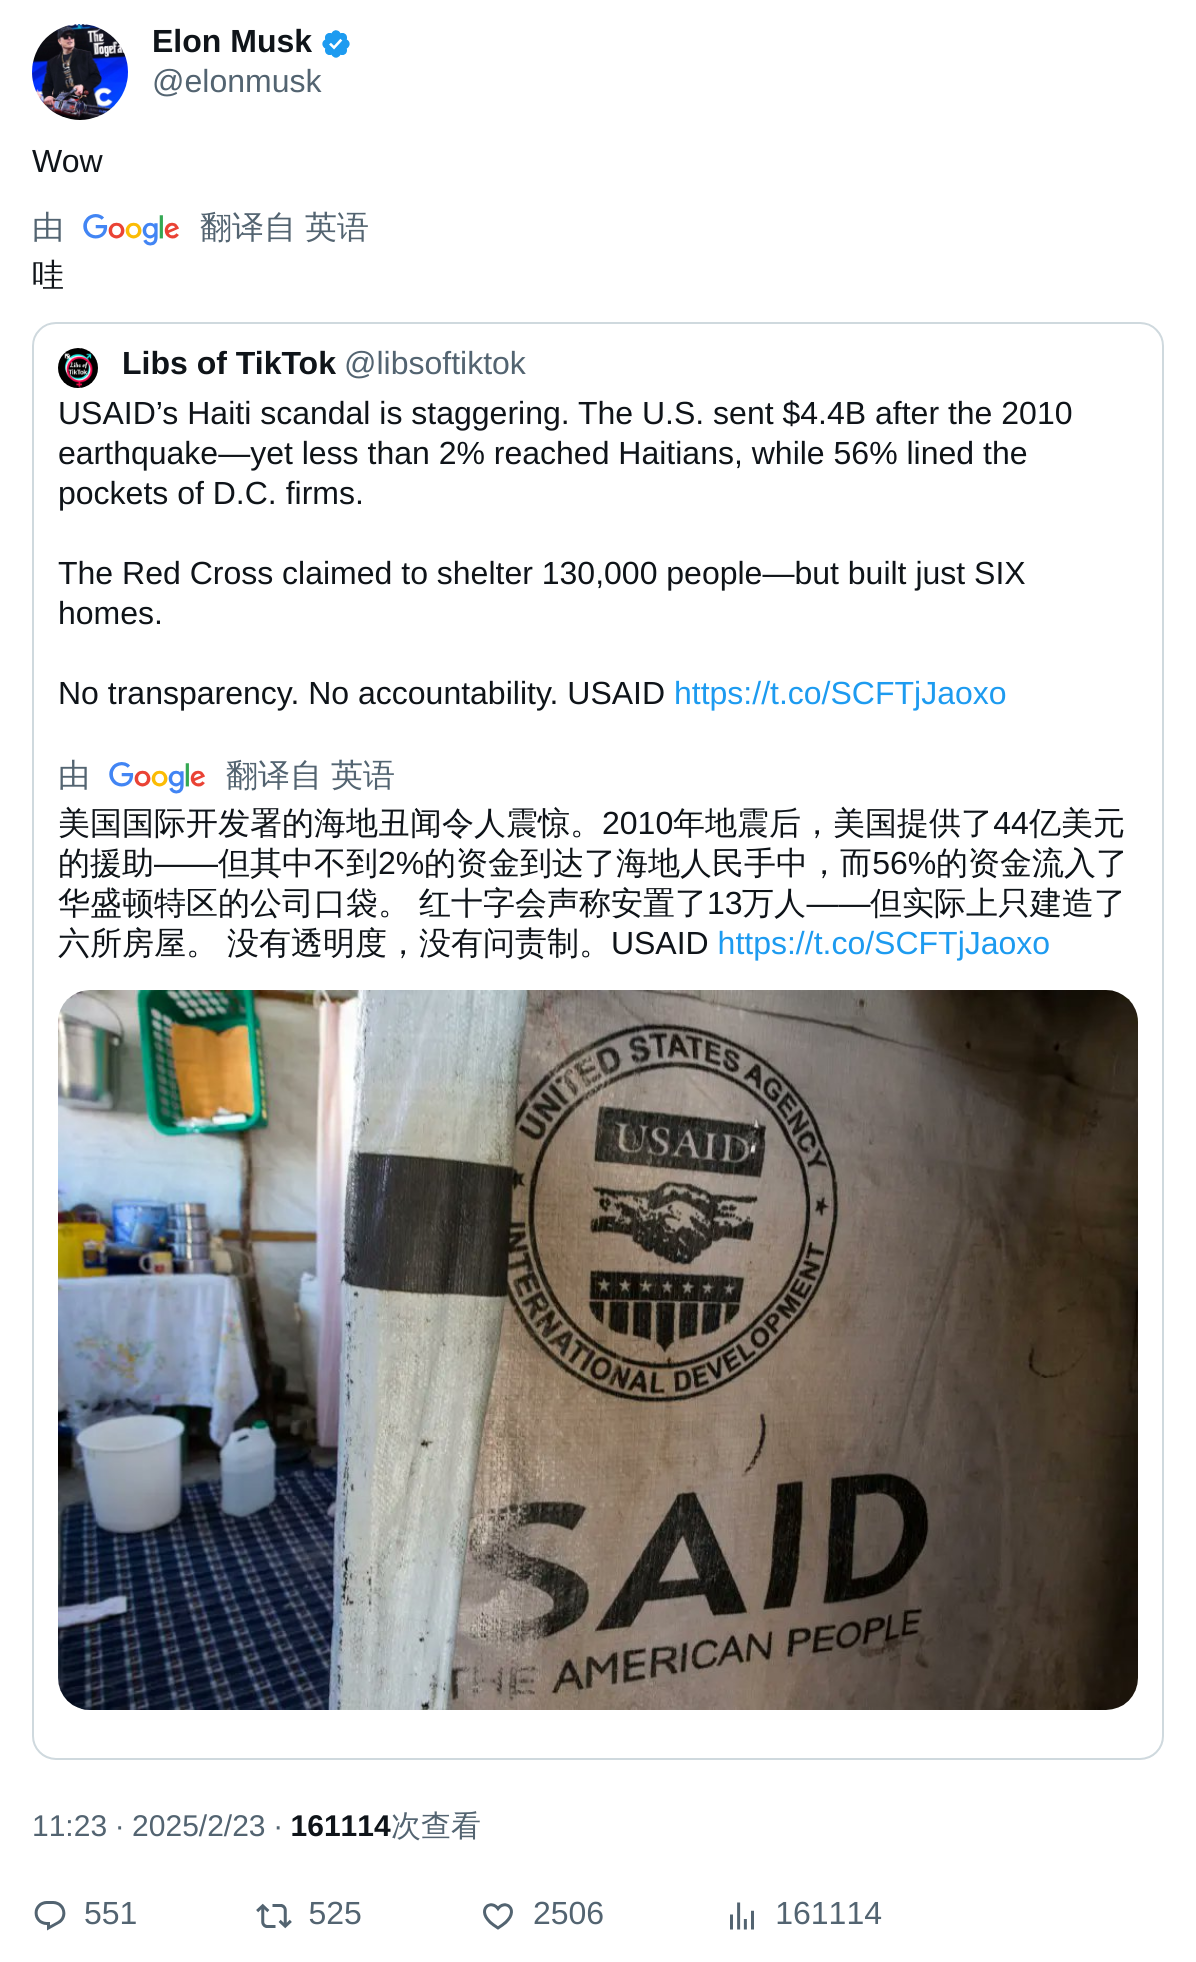 The
Dogefa
C
Elon Musk
@elonmusk
Wow
由 Google 翻译自 英语
哇
Libs of TikTok
Libs of TikTok @libsoftiktok
USAID’s Haiti scandal is staggering. The U.S. sent $4.4B after the 2010
earthquake—yet less than 2% reached Haitians, while 56% lined the
pockets of D.C. firms.
The Red Cross claimed to shelter 130,000 people—but built just SIX
homes.
No transparency. No accountability. USAID https://t.co/SCFTjJaoxo
由 Google 翻译自 英语
美国国际开发署的海地丑闻令人震惊。2010年地震后，美国提供了44亿美元
的援助——但其中不到2%的资金到达了海地人民手中，而56%的资金流入了
华盛顿特区的公司口袋。 红十字会声称安置了13万人——但实际上只建造了
六所房屋。 没有透明度，没有问责制。USAID https://t.co/SCFTjJaoxo
UNITED STATES AGENCY
USAID
INTERNATIONAL DEVELOPMENT
SAID
THE AMERICAN PEOPLE
11:23 · 2025/2/23 · 161114次查看
551 525 2506 161114